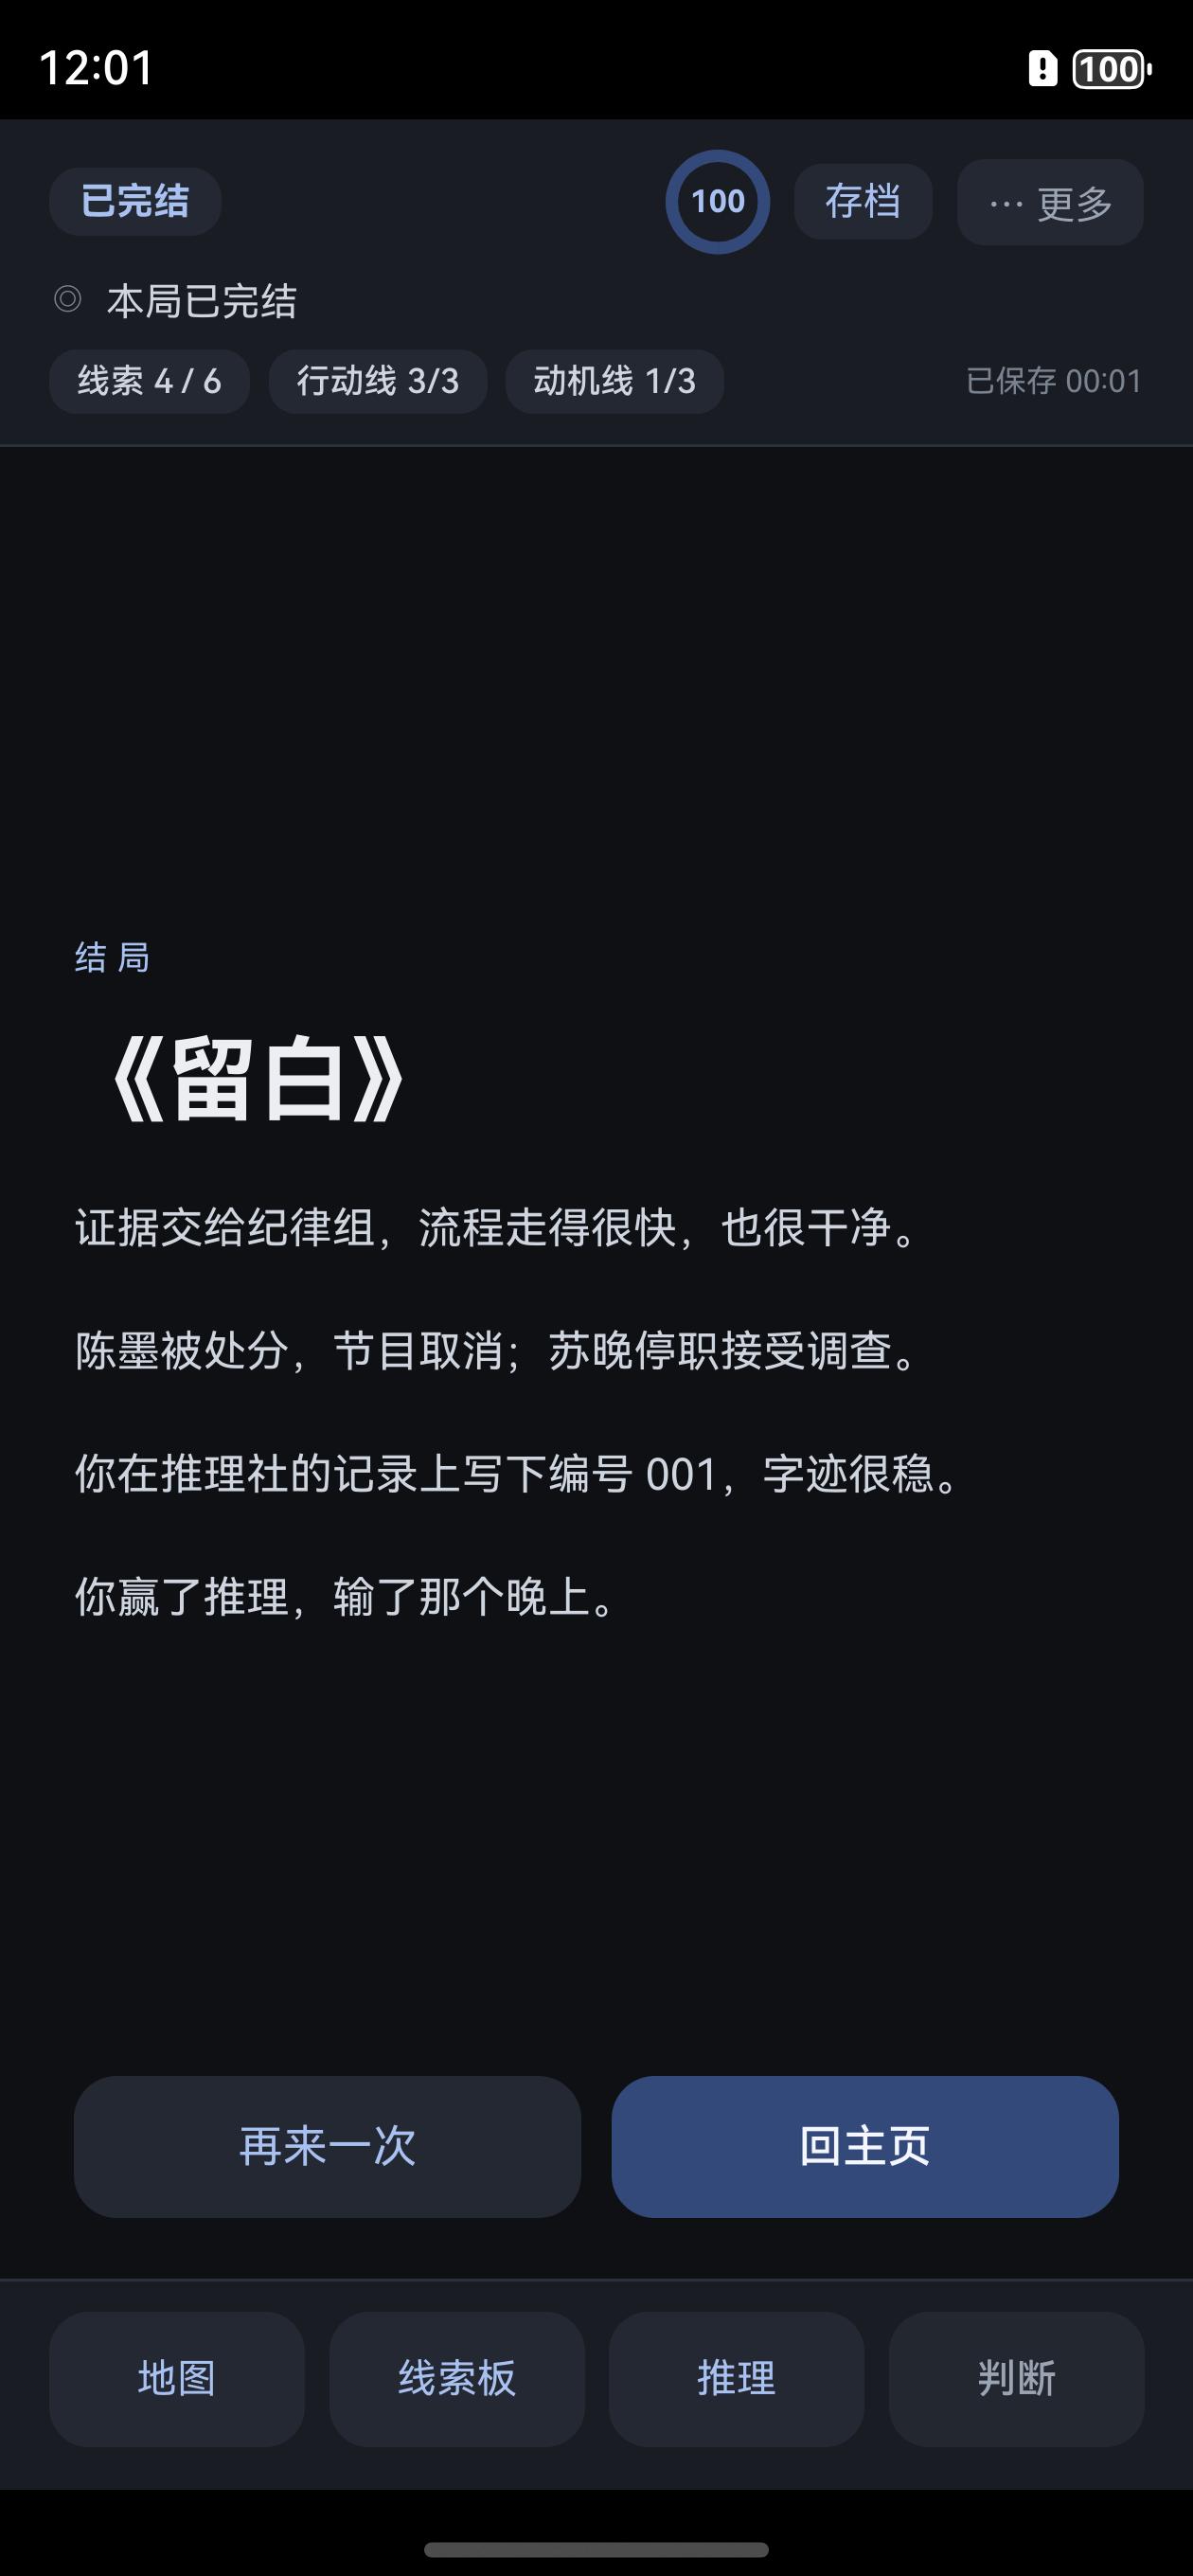 12:01
100
已完结
100
存档
··· 更多
◎ 本局已完结
线索 4 / 6
行动线 3/3
动机线 1/3
已保存 00:01
结局
《留白》
证据交给纪律组，流程走得很快，也很干净。
陈墨被处分，节目取消；苏晚停职接受调查。
你在推理社的记录上写下编号 001，字迹很稳。
你赢了推理，输了那个晚上。
再来一次
回主页
地图
线索板
推理
判断